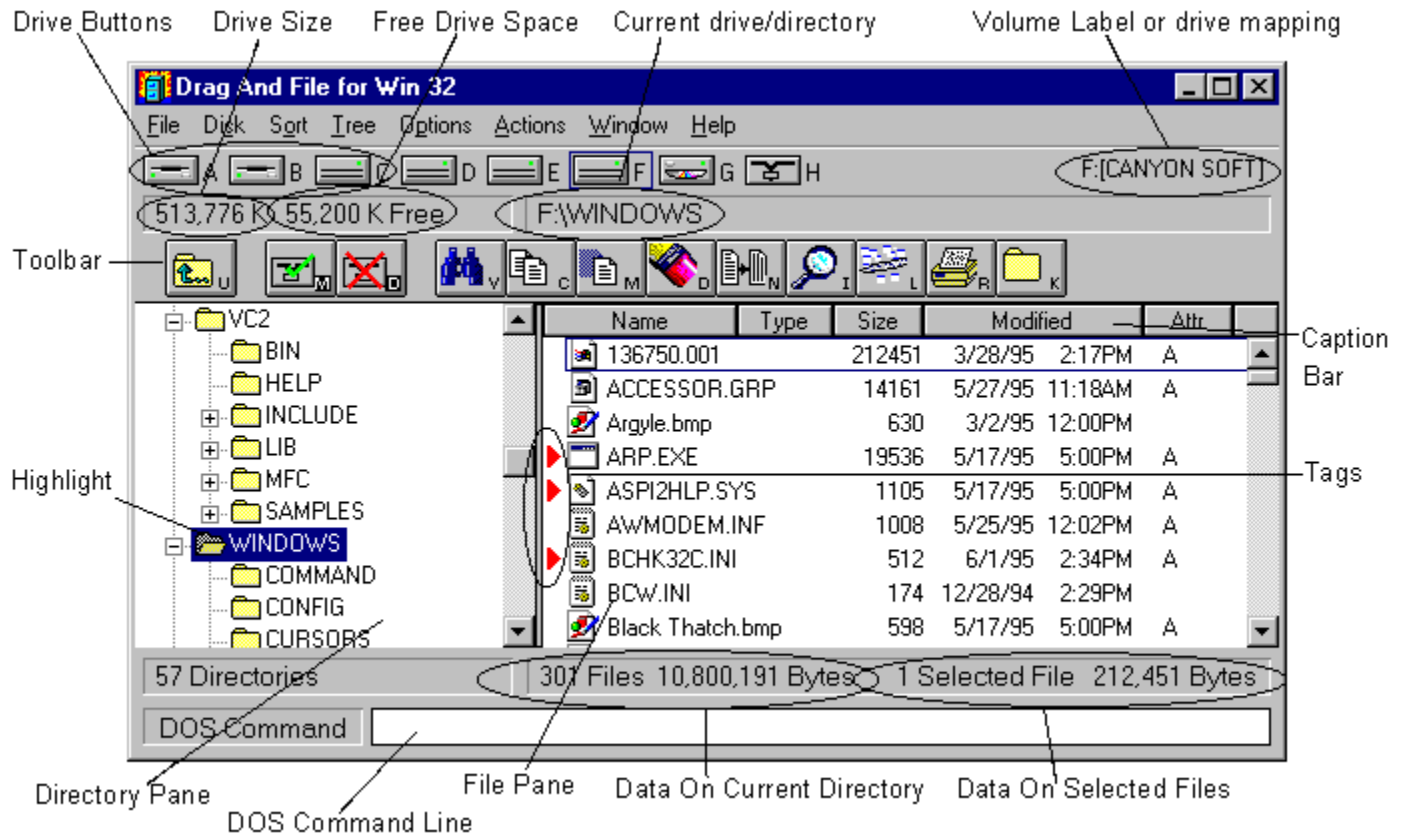 Drive Buttons Drive Size Free Drive Space Current drive/directory Volume Label or drive mapping
Drag And File for Win 32
File Disk Sort Tree Options Actions Window Help
A B C D E F G H F:[CANYON SOFT]
513,776 K 55,200 K Free F:\WINDOWS
Toolbar
U M D V C M D N I L R K
VC2
BIN
HELP
INCLUDE
LIB
MFC
SAMPLES
WINDOWS
COMMAND
CONFIG
CURSORS
Highlight
Name Type Size Modified Attr
136750.001 212451 3/28/95 2:17PM A
ACCESSOR.GRP 14161 5/27/95 11:18AM A
Argyle.bmp 630 3/2/95 12:00PM
ARP.EXE 19536 5/17/95 5:00PM A
ASPI2HLP.SYS 1105 5/17/95 5:00PM A
AWMODEM.INF 1008 5/25/95 12:02PM A
BCHK32C.INI 512 6/1/95 2:34PM A
BCW.INI 174 12/28/94 2:29PM
Black Thatch.bmp 598 5/17/95 5:00PM A
Caption
Bar
Tags
57 Directories 301 Files 10,800,191 Bytes 1 Selected File 212,451 Bytes
DOS Command
Directory Pane File Pane Data On Current Directory Data On Selected Files
DOS Command Line